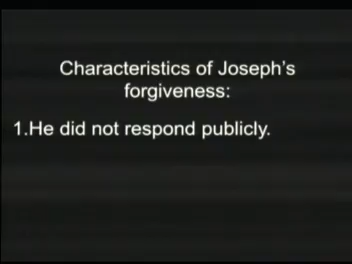 Characteristics of Joseph's
forgiveness:
1.He did not respond publicly.